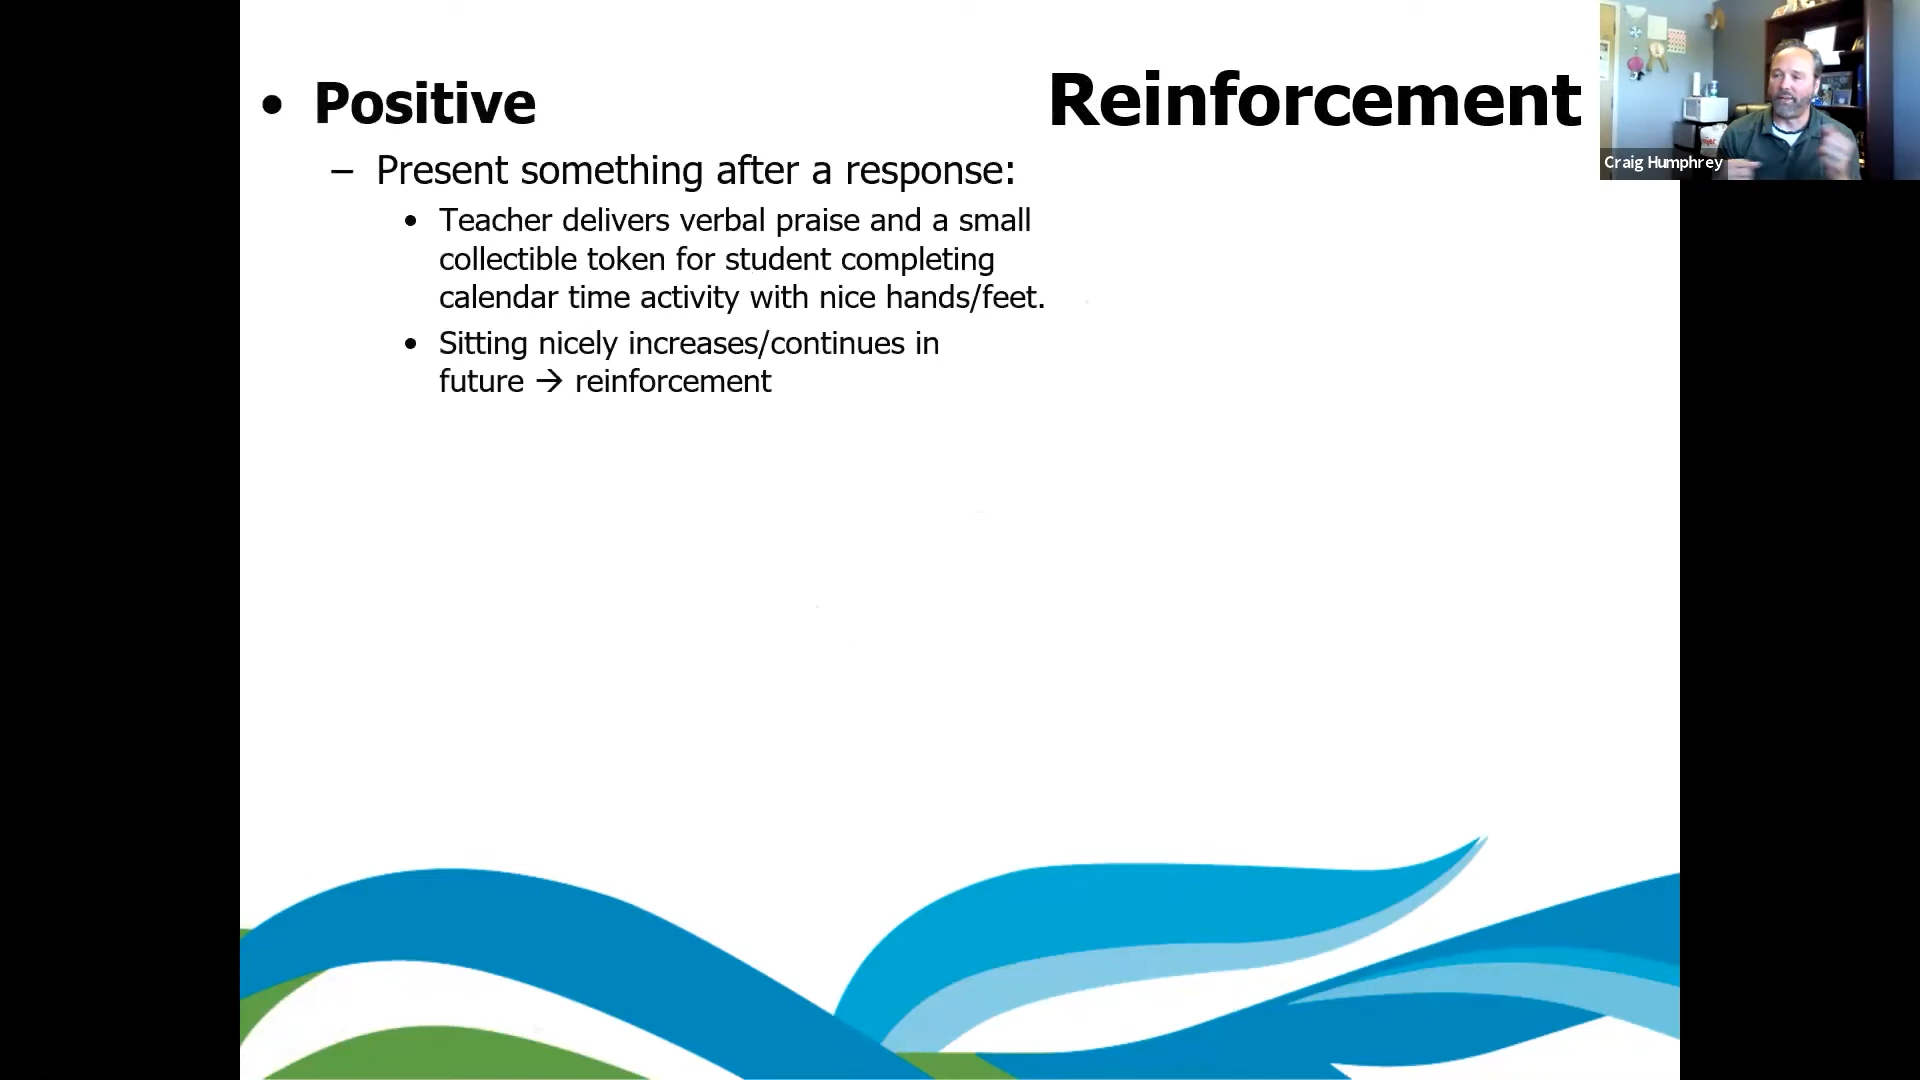 Reinforcement
• Positive
– Present something after a response:
• Teacher delivers verbal praise and a small
collectible token for student completing
calendar time activity with nice hands/feet.
• Sitting nicely increases/continues in
future → reinforcement
Craig Humphrey